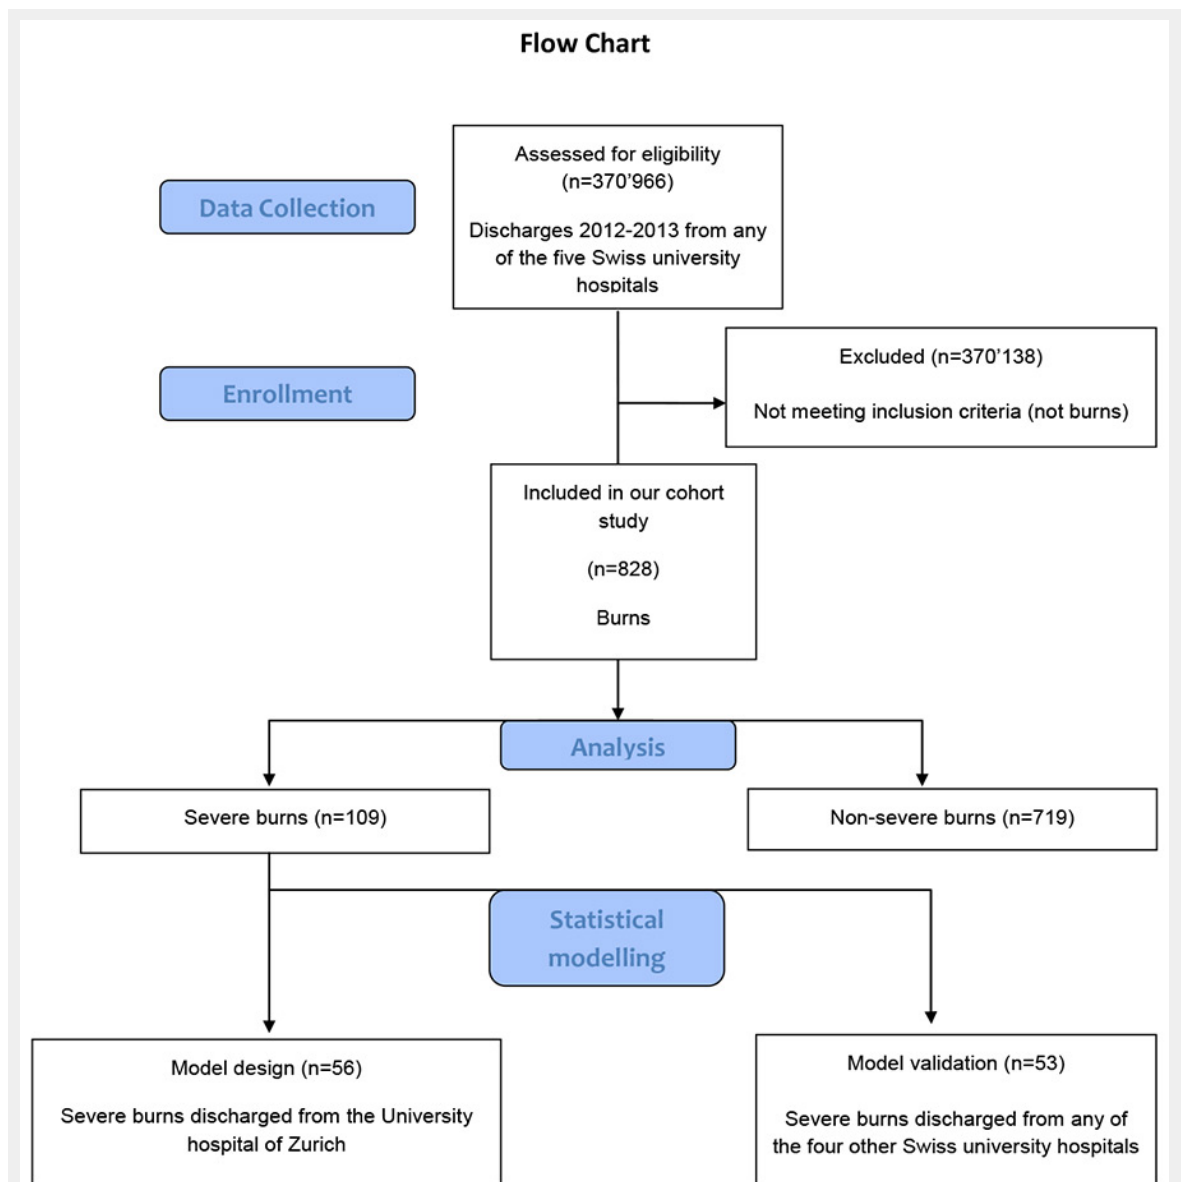 Flow Chart
Assessed for eligibility
(n=370’966)
Discharges 2012-2013 from any
of the five Swiss university
hospitals
Data Collection
Excluded (n=370’138)
Not meeting inclusion criteria (not burns)
Enrollment
Included in our cohort
study
(n=828)
Burns
Analysis
Severe burns (n=109)
Non-severe burns (n=719)
Statistical
modelling
Model design (n=56)
Severe burns discharged from the University
hospital of Zurich
Model validation (n=53)
Severe burns discharged from any of
the four other Swiss university hospitals